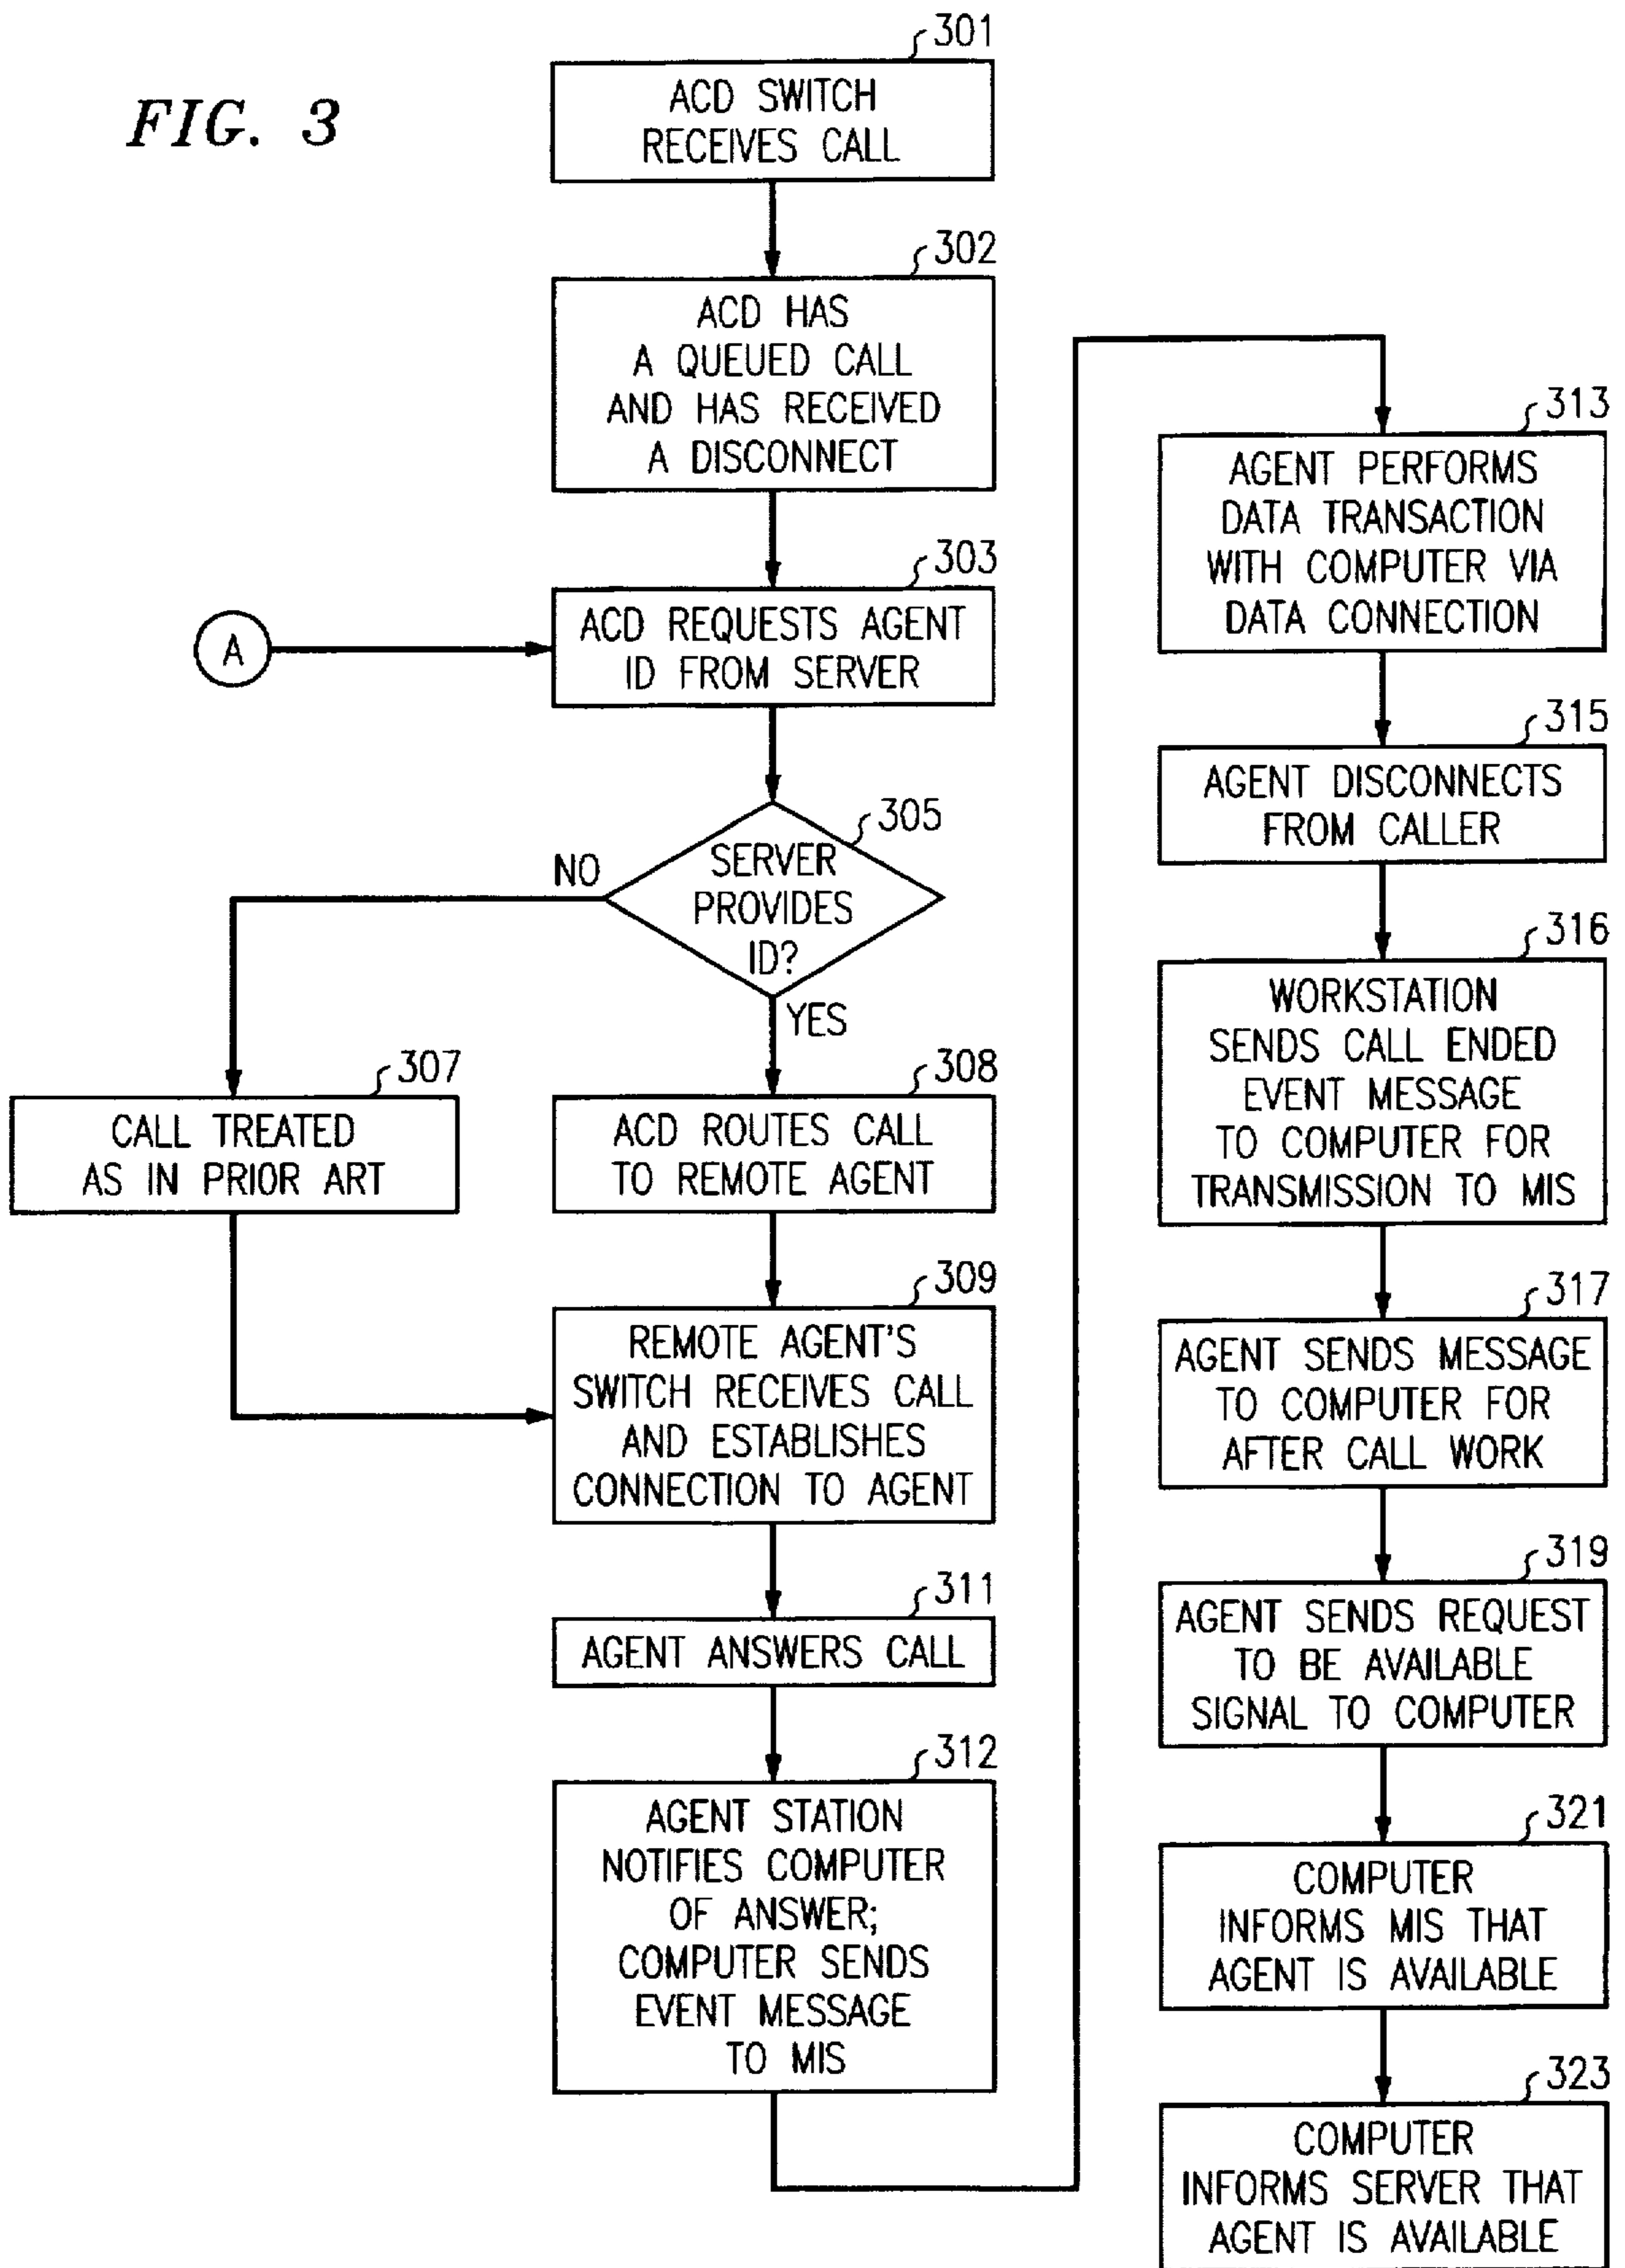 FIG. 3
301
ACD SWITCH
RECEIVES CALL
302
ACD HAS
A QUEUED CALL
AND HAS RECEIVED
A DISCONNECT
303
ACD REQUESTS AGENT
ID FROM SERVER
A
305
SERVER
PROVIDES
ID?
NO
YES
307
CALL TREATED
AS IN PRIOR ART
308
ACD ROUTES CALL
TO REMOTE AGENT
309
REMOTE AGENT'S
SWITCH RECEIVES CALL
AND ESTABLISHES
CONNECTION TO AGENT
311
AGENT ANSWERS CALL
312
AGENT STATION
NOTIFIES COMPUTER
OF ANSWER;
COMPUTER SENDS
EVENT MESSAGE
TO MIS
313
AGENT PERFORMS
DATA TRANSACTION
WITH COMPUTER VIA
DATA CONNECTION
315
AGENT DISCONNECTS
FROM CALLER
316
WORKSTATION
SENDS CALL ENDED
EVENT MESSAGE
TO COMPUTER FOR
TRANSMISSION TO MIS
317
AGENT SENDS MESSAGE
TO COMPUTER FOR
AFTER CALL WORK
319
AGENT SENDS REQUEST
TO BE AVAILABLE
SIGNAL TO COMPUTER
321
COMPUTER
INFORMS MIS THAT
AGENT IS AVAILABLE
323
COMPUTER
INFORMS SERVER THAT
AGENT IS AVAILABLE